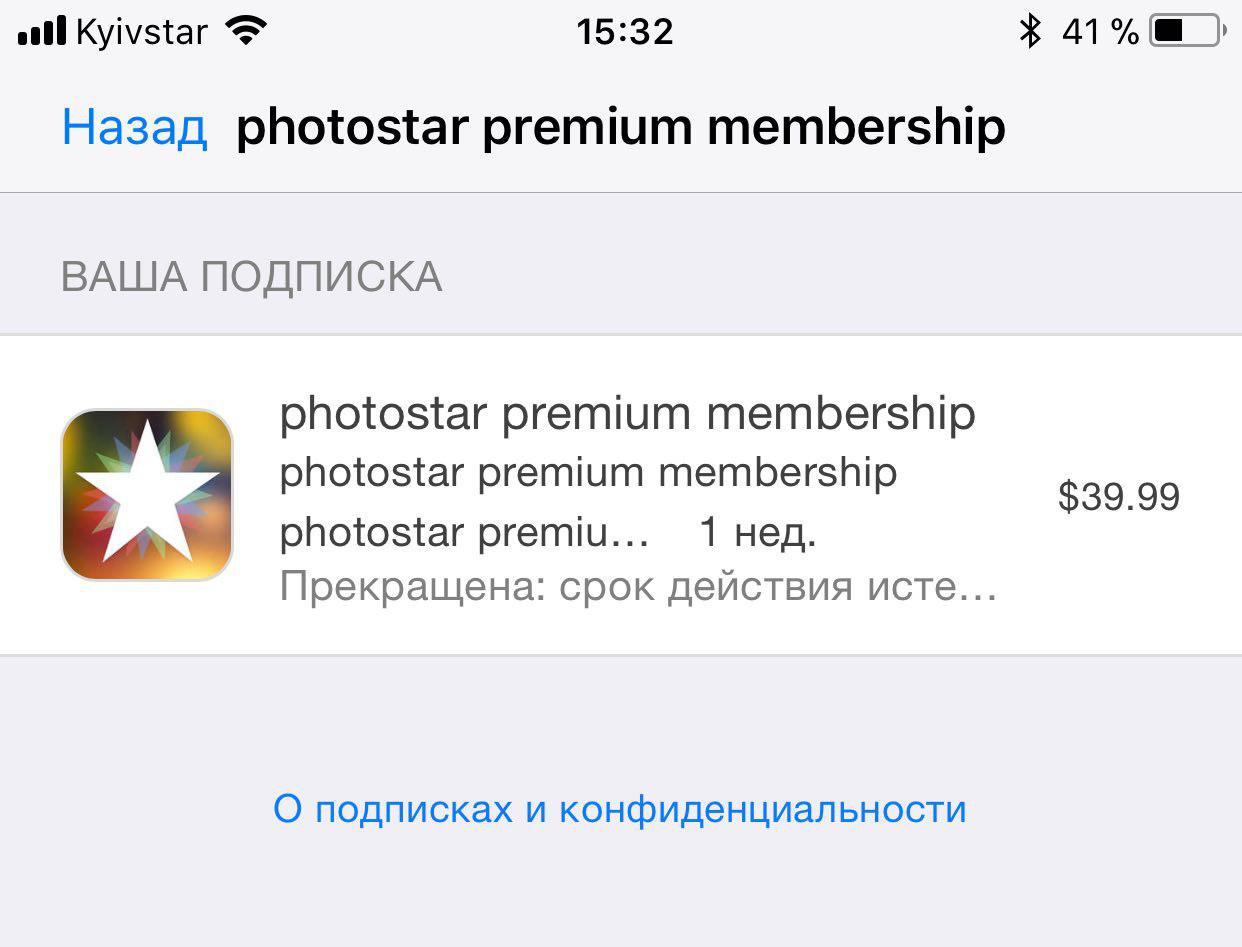 Kyivstar 15:32 41 %
Назад photostar premium membership
ВАША ПОДПИСКА
photostar premium membership
photostar premium membership
$39.99
photostar premiu... 1 нед.
Прекращена: срок действия исте...
О подписках и конфиденциальности